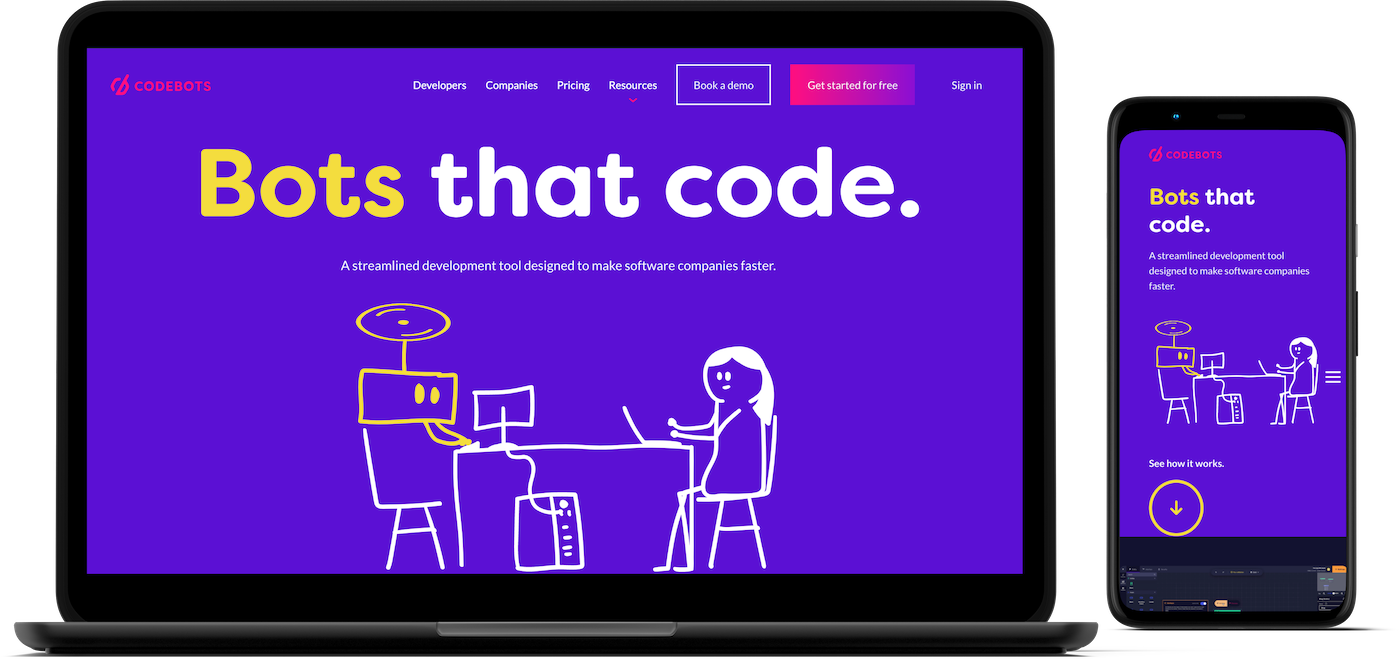 CODEBOTS
Developers Companies Pricing Resources Book a demo Get started for free Sign in
Bots that code.
A streamlined development tool designed to make software companies faster.
CODEBOTS
Bots that
code.
A streamlined development tool
designed to make software companies
faster.
See how it works.